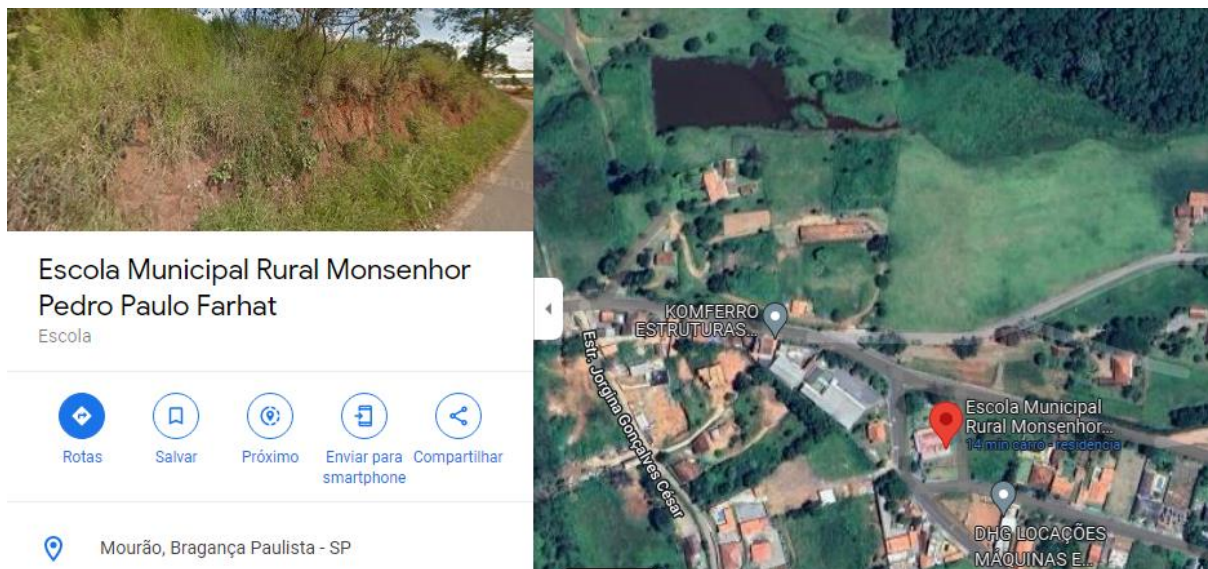 Escola Municipal Rural Monsenhor
Pedro Paulo Farhat
Escola
Rotas
Salvar
Próximo
Enviar para
smartphone
Compartilhar
Mourão, Bragança Paulista - SP
KOMFERRO
ESTRUTURAS...
Estr. Jorgina Gonçalves César
Escola Municipal
Rural Monsenhor...
14 min carro - residência
DHG LOCAÇÕES
MÁQUINAS E...